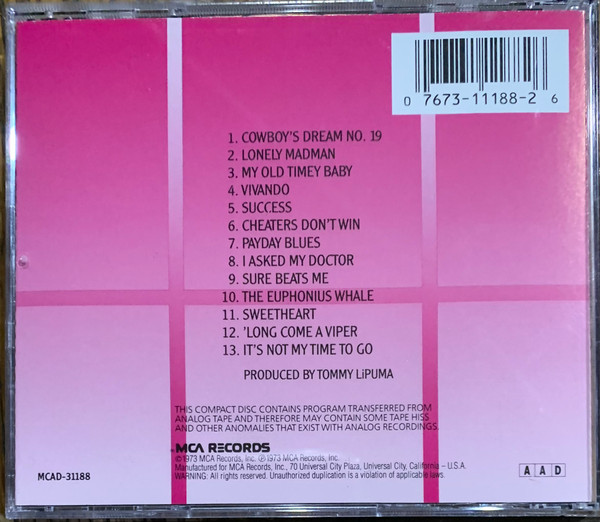 0 7673-11188-2 6
1. COWBOY'S DREAM NO. 19
2. LONELY MADMAN
3. MY OLD TIMEY BABY
4. VIVANDO
5. SUCCESS
6. CHEATERS DON'T WIN
7. PAYDAY BLUES
8. I ASKED MY DOCTOR
9. SURE BEATS ME
10. THE EUPHONIUS WHALE
11. SWEETHEART
12. 'LONG COME A VIPER
13. IT'S NOT MY TIME TO GO
PRODUCED BY TOMMY LiPUMA
THIS COMPACT DISC CONTAINS PROGRAM TRANSFERRED FROM
ANALOG TAPE AND THEREFORE MAY CONTAIN SOME TAPE HISS
AND OTHER ANOMALIES THAT EXIST WITH ANALOG RECORDINGS.
MCA RECORDS
© 1973 MCA Records, Inc. ℗ 1973 MCA Records, Inc.
Manufactured for MCA Records, Inc., 70 Universal City Plaza, Universal City, California – U.S.A.
WARNING: All rights reserved. Unauthorized duplication is a violation of applicable laws.
MCAD-31188
A A D